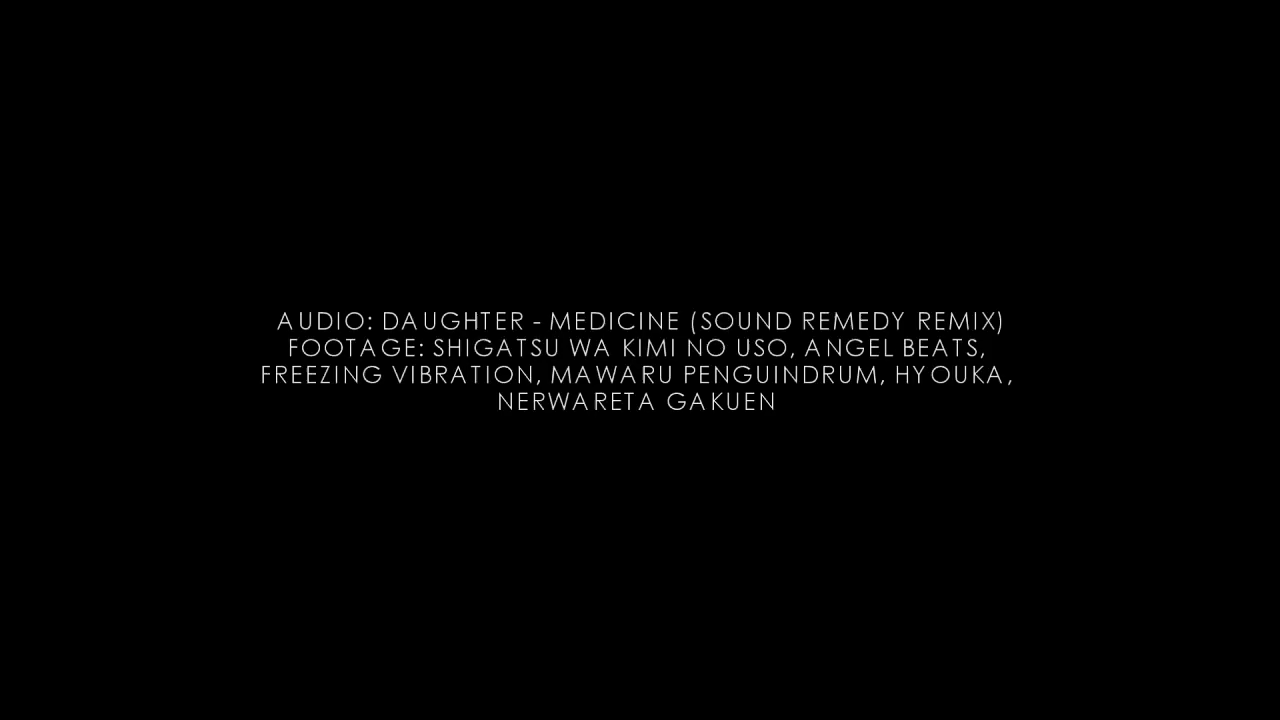 AUDIO: DAUGHTER - MEDICINE (SOUND REMEDY REMIX)
FOOTAGE: SHIGATSU WA KIMI NO USO, ANGEL BEATS,
FREEZING VIBRATION, MAWARU PENGUINDRUM, HYOUKA,
NERWARETA GAKUEN